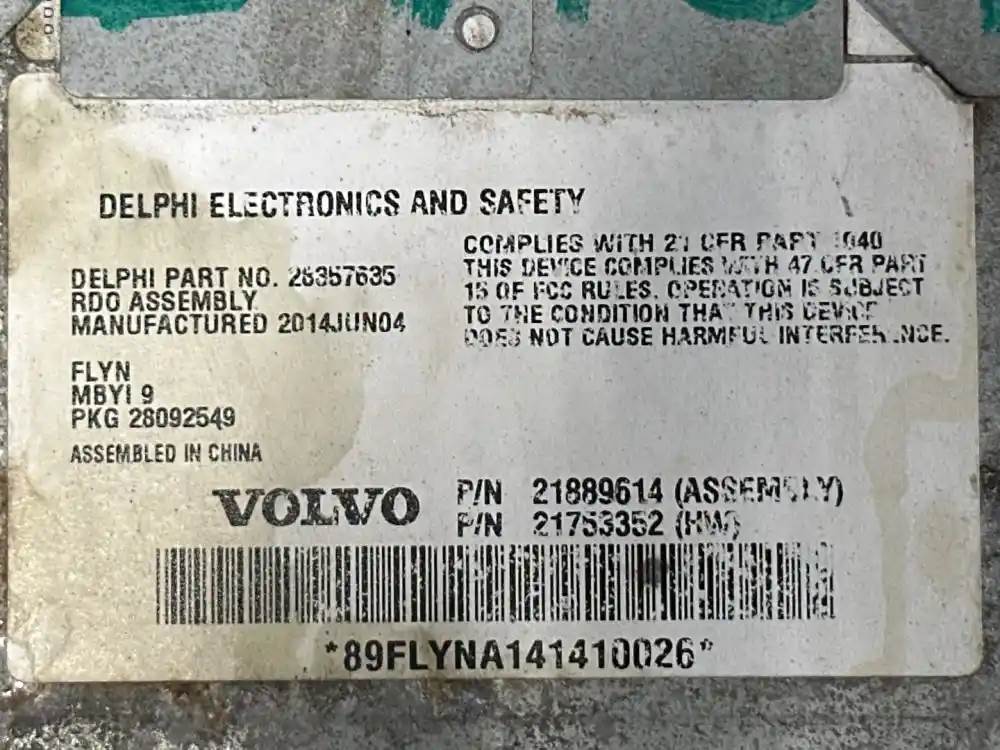 DELPHI ELECTRONICS AND SAFETY
DELPHI PART NO. 28357635
RDO ASSEMBLY
MANUFACTURED 2014JUN04
COMPLIES WITH 21 CFR PART 1040
THIS DEVICE COMPLIES WITH 47 CFR PART
15 OF FCC RULES. OPERATION IS SUBJECT
TO THE CONDITION THAT THIS DEVICE
DOES NOT CAUSE HARMFUL INTERFERENCE.
FLYN
MBYI 9
PKG 28092549
ASSEMBLED IN CHINA
VOLVO
P/N 21889614 (ASSEMBLY)
P/N 21753352 (HW)
*89FLYNA141410026*